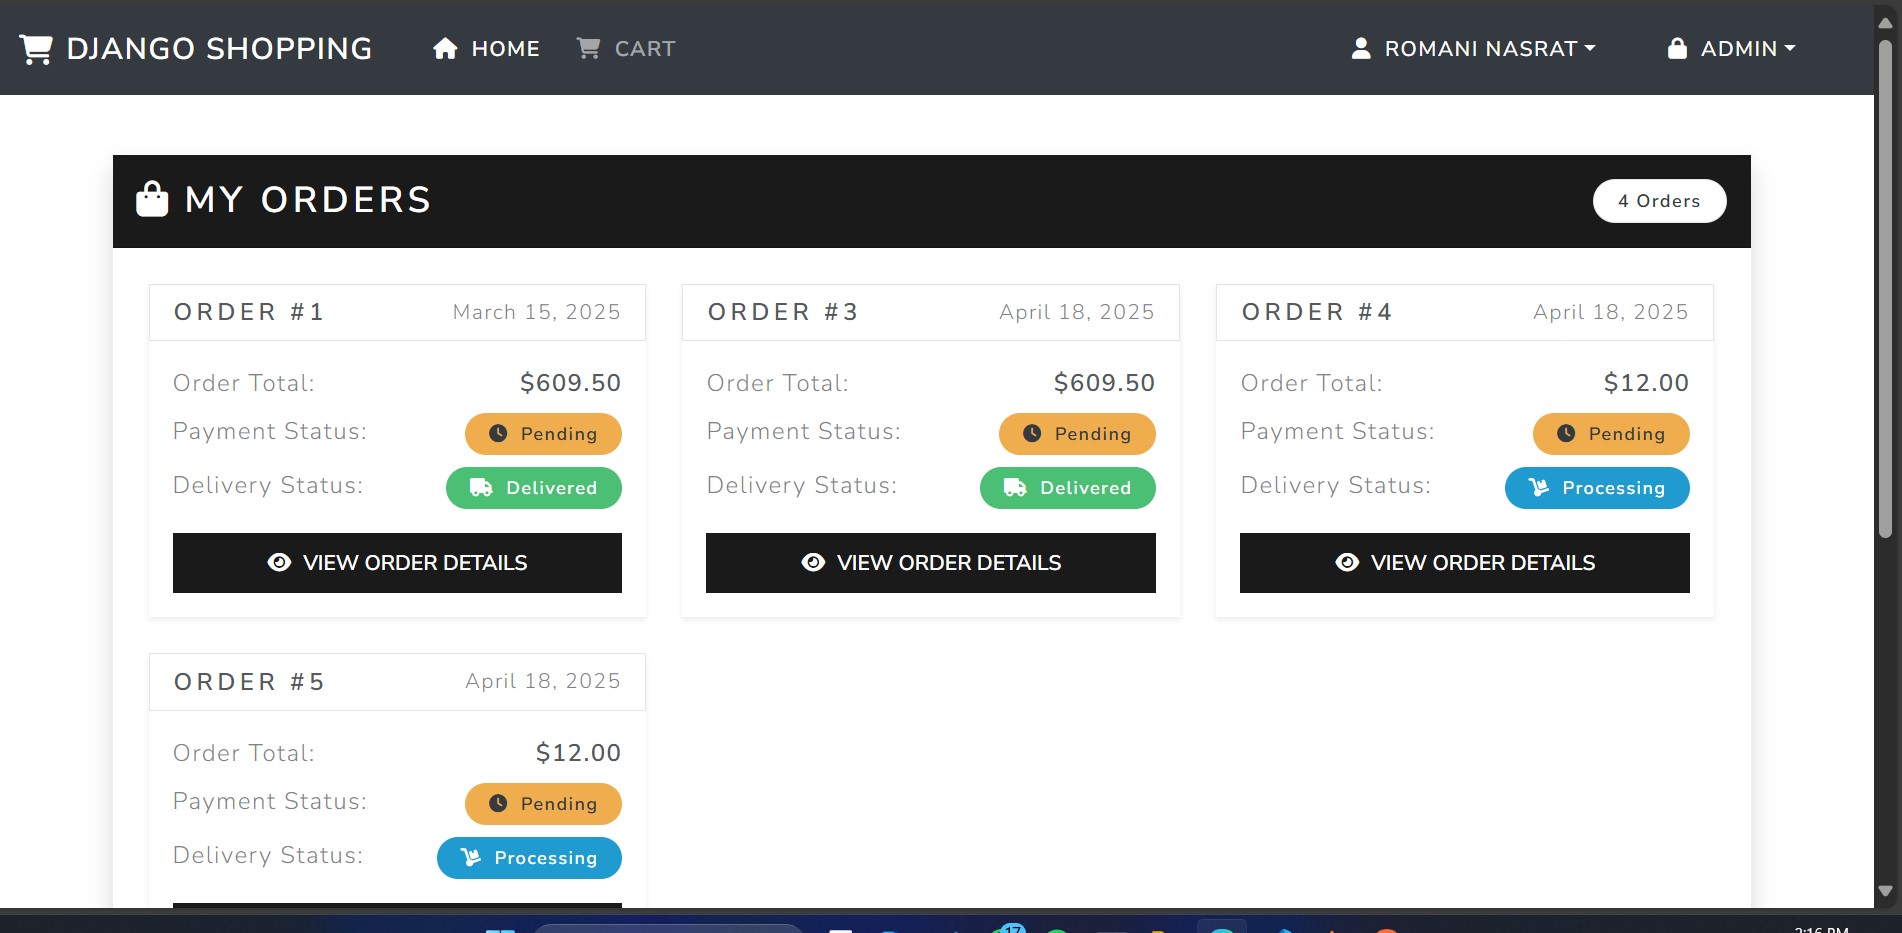 DJANGO SHOPPING HOME CART ROMANI NASRAT ADMIN
MY ORDERS 4 Orders
ORDER #1 March 15, 2025
Order Total: $609.50
Payment Status: Pending
Delivery Status: Delivered
VIEW ORDER DETAILS
ORDER #3 April 18, 2025
Order Total: $609.50
Payment Status: Pending
Delivery Status: Delivered
VIEW ORDER DETAILS
ORDER #4 April 18, 2025
Order Total: $12.00
Payment Status: Pending
Delivery Status: Processing
VIEW ORDER DETAILS
ORDER #5 April 18, 2025
Order Total: $12.00
Payment Status: Pending
Delivery Status: Processing
17